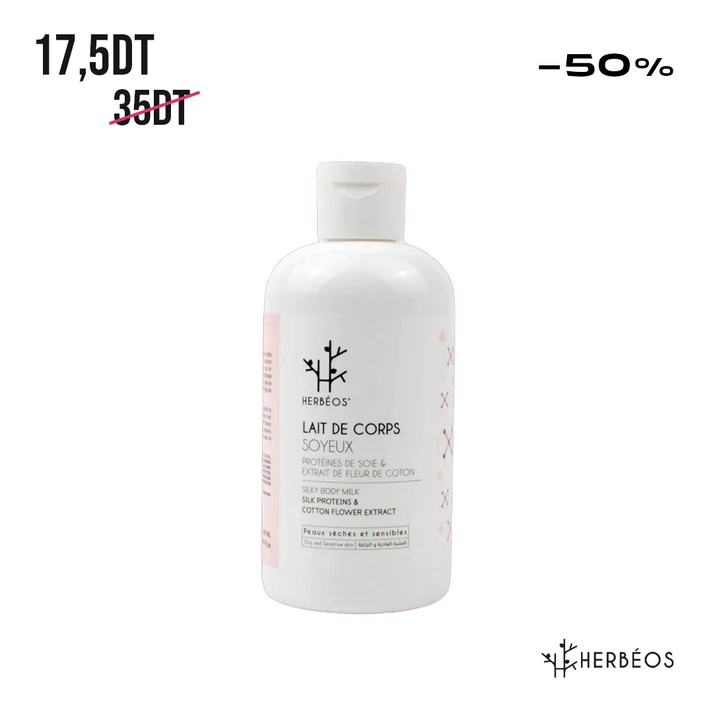 17,5DT
-50%
35DT
HERBÉOS
LAIT DE CORPS
SOYEUX
PROTÉINES DE SOIE &
EXTRAIT DE FLEUR DE COTON
SILKY BODY MILK
SILK PROTEINS &
COTTON FLOWER EXTRACT
Peaux sèches et sensibles
Dry and Sensitive skin
HERBÉOS